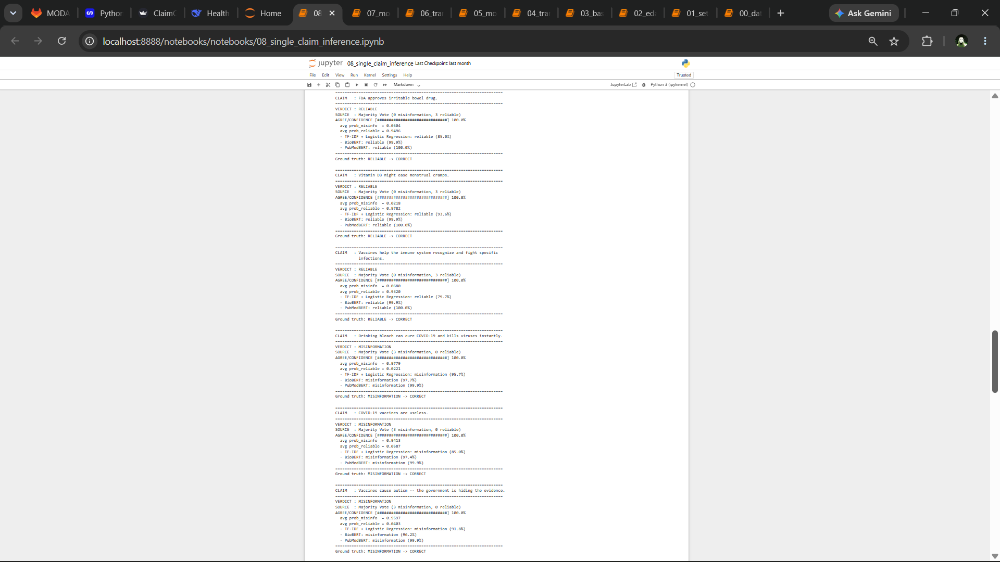 MODA
Python
Claim
Health
Home
08
07_mo
06_tra
05_mo
04_tra
03_bas
02_eda
01_set
00_dat
Ask Gemini
localhost:8888/notebooks/notebooks/08_single_claim_inference.ipynb
jupyter 08_single_claim_inference Last Checkpoint: last month
File Edit View Run Kernel Settings Help
Trusted
Markdown
JupyterLab
Python 3 (ipykernel)
CLAIM : FDA approves irritable bowel drug.
VERDICT : RELIABLE
SOURCE : Majority Vote (0 misinformation, 3 reliable)
AGREE/CONFIDENCE [##############################] 100.0%
avg prob_misinfo = 0.0504
avg prob_reliable = 0.9496
- TF-IDF + Logistic Regression: reliable (85.0%)
- BioBERT: reliable (99.9%)
- PubMedBERT: reliable (100.0%)
Ground truth: RELIABLE -> CORRECT
CLAIM : Vitamin D3 might ease menstrual cramps.
VERDICT : RELIABLE
SOURCE : Majority Vote (0 misinformation, 3 reliable)
AGREE/CONFIDENCE [##############################] 100.0%
avg prob_misinfo = 0.0218
avg prob_reliable = 0.9782
- TF-IDF + Logistic Regression: reliable (93.6%)
- BioBERT: reliable (99.9%)
- PubMedBERT: reliable (100.0%)
Ground truth: RELIABLE -> CORRECT
CLAIM : Vaccines help the immune system recognize and fight specific
infections.
VERDICT : RELIABLE
SOURCE : Majority Vote (0 misinformation, 3 reliable)
AGREE/CONFIDENCE [##############################] 100.0%
avg prob_misinfo = 0.0680
avg prob_reliable = 0.9320
- TF-IDF + Logistic Regression: reliable (79.7%)
- BioBERT: reliable (99.9%)
- PubMedBERT: reliable (100.0%)
Ground truth: RELIABLE -> CORRECT
CLAIM : Drinking bleach can cure COVID-19 and kills viruses instantly.
VERDICT : MISINFORMATION
SOURCE : Majority Vote (3 misinformation, 0 reliable)
AGREE/CONFIDENCE [##############################] 100.0%
avg prob_misinfo = 0.9779
avg prob_reliable = 0.0221
- TF-IDF + Logistic Regression: misinformation (95.7%)
- BioBERT: misinformation (97.7%)
- PubMedBERT: misinformation (99.9%)
Ground truth: MISINFORMATION -> CORRECT
CLAIM : COVID-19 vaccines are useless.
VERDICT : MISINFORMATION
SOURCE : Majority Vote (3 misinformation, 0 reliable)
AGREE/CONFIDENCE [##############################] 100.0%
avg prob_misinfo = 0.9413
avg prob_reliable = 0.0587
- TF-IDF + Logistic Regression: misinformation (85.0%)
- BioBERT: misinformation (97.4%)
- PubMedBERT: misinformation (99.9%)
Ground truth: MISINFORMATION -> CORRECT
CLAIM : Vaccines cause autism -- the government is hiding the evidence.
VERDICT : MISINFORMATION
SOURCE : Majority Vote (3 misinformation, 0 reliable)
AGREE/CONFIDENCE [##############################] 100.0%
avg prob_misinfo = 0.9597
avg prob_reliable = 0.0403
- TF-IDF + Logistic Regression: misinformation (91.8%)
- BioBERT: misinformation (96.2%)
- PubMedBERT: misinformation (99.9%)
Ground truth: MISINFORMATION -> CORRECT